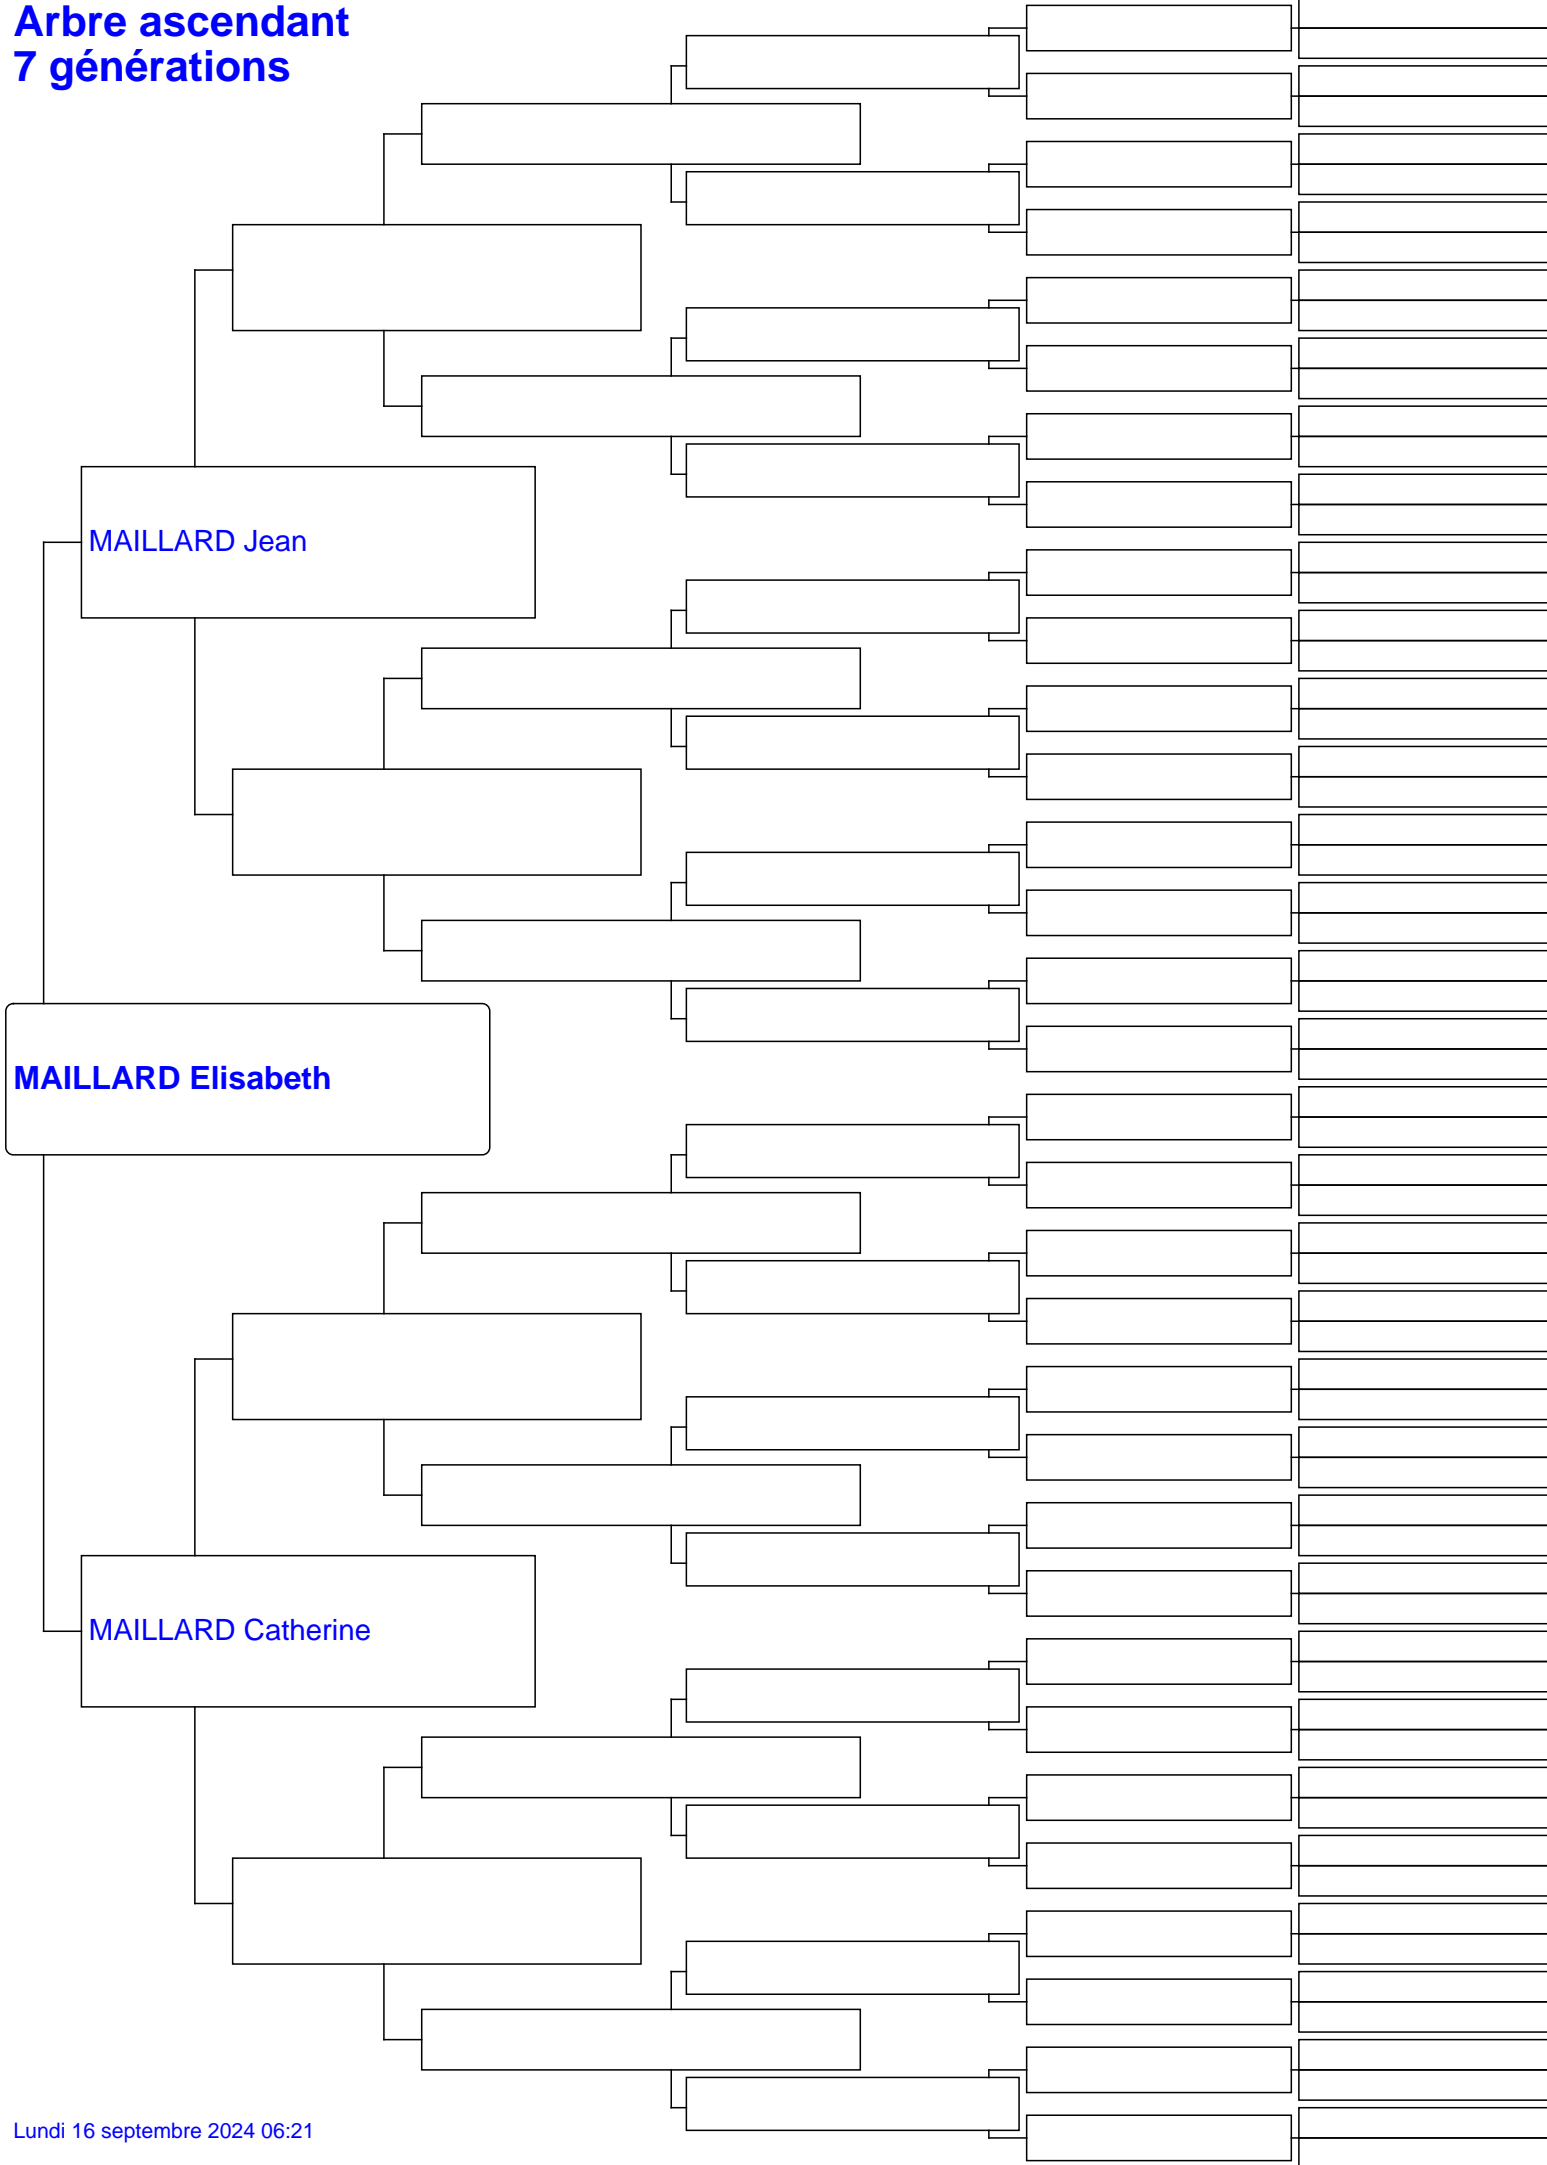 Arbre ascendant
7 générations
MAILLARD Jean
MAILLARD Elisabeth
MAILLARD Catherine
Lundi 16 septembre 2024 06:21